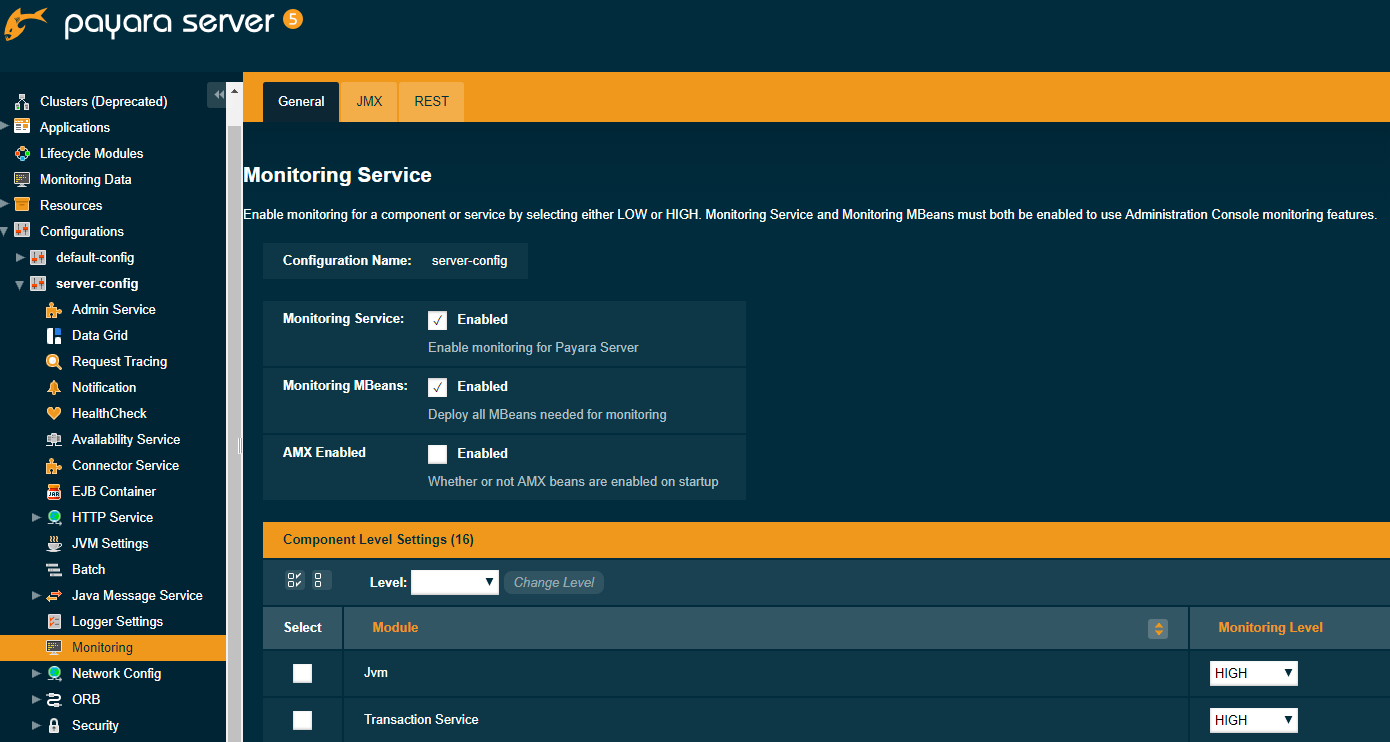 payara server 5
Clusters (Deprecated)
Applications
Lifecycle Modules
Monitoring Data
Resources
Configurations
default-config
server-config
Admin Service
Data Grid
Request Tracing
Notification
HealthCheck
Availability Service
Connector Service
EJB Container
HTTP Service
JVM Settings
Batch
Java Message Service
Logger Settings
Monitoring
Network Config
ORB
Security
General JMX REST
Monitoring Service
Enable monitoring for a component or service by selecting either LOW or HIGH. Monitoring Service and Monitoring MBeans must both be enabled to use Administration Console monitoring features.
Configuration Name: server-config
Monitoring Service: Enabled
Enable monitoring for Payara Server
Monitoring MBeans: Enabled
Deploy all MBeans needed for monitoring
AMX Enabled Enabled
Whether or not AMX beans are enabled on startup
Component Level Settings (16)
Level: Change Level
Select Module Monitoring Level
Jvm HIGH
Transaction Service HIGH